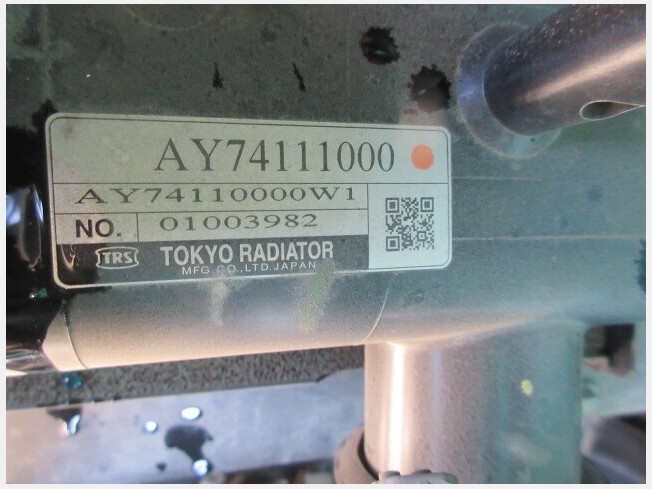 AY74111000
AY74110000W1
NO. 01003982
TRS TOKYO RADIATOR
MFG.CO.,LTD.JAPAN